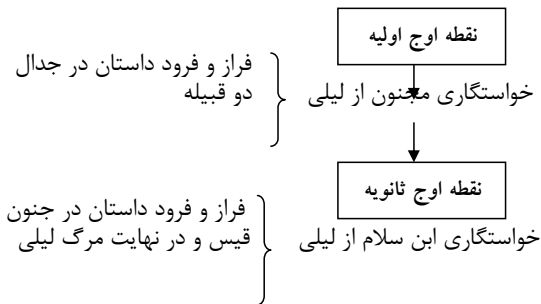 نقطه اوج اولیه
خواستگاری مجنون از لیلی
فراز و فرود داستان در جدال
دو قبیله
نقطه اوج ثانویه
خواستگاری ابن سلام از لیلی
فراز و فرود داستان در جنون
قیس و در نهایت مرگ لیلی